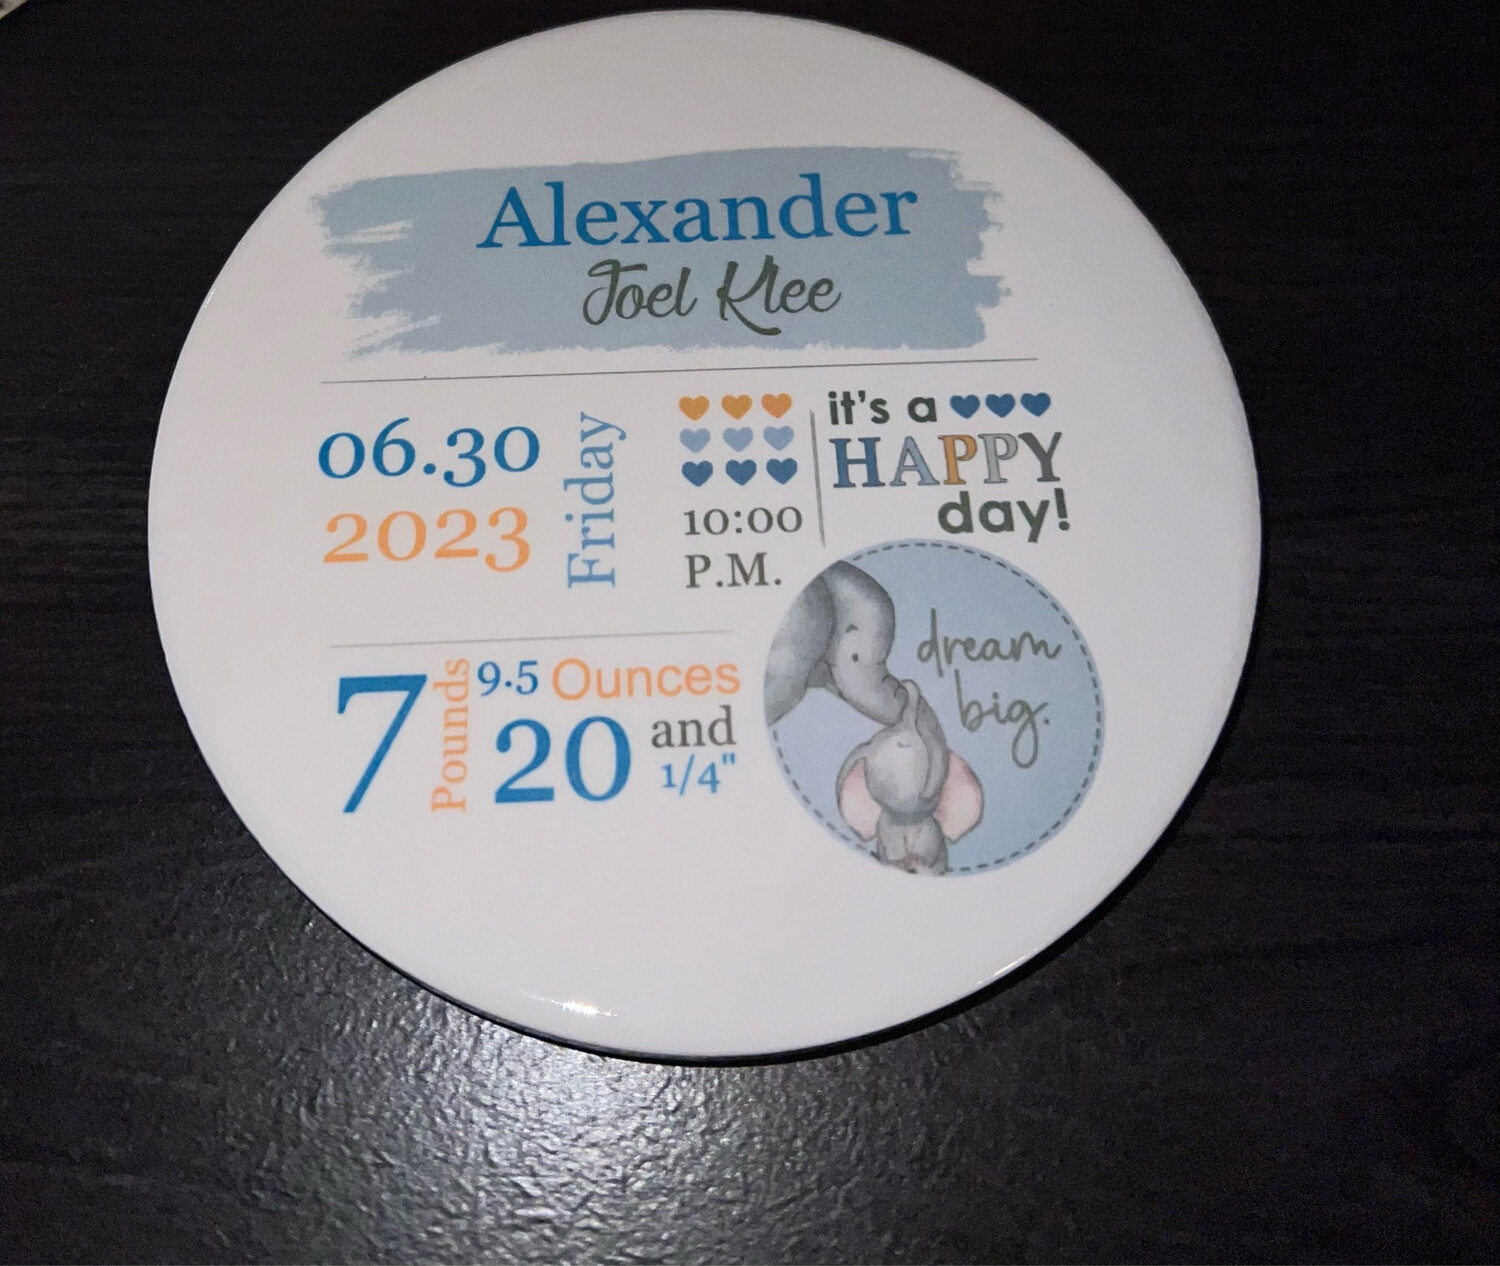 Alexander
Joel Klee
06.30
2023
Friday
10:00
P.M.
it's a
HAPPY
day!
7
Pounds
9.5 Ounces
20 and
1/4"
dream
big.